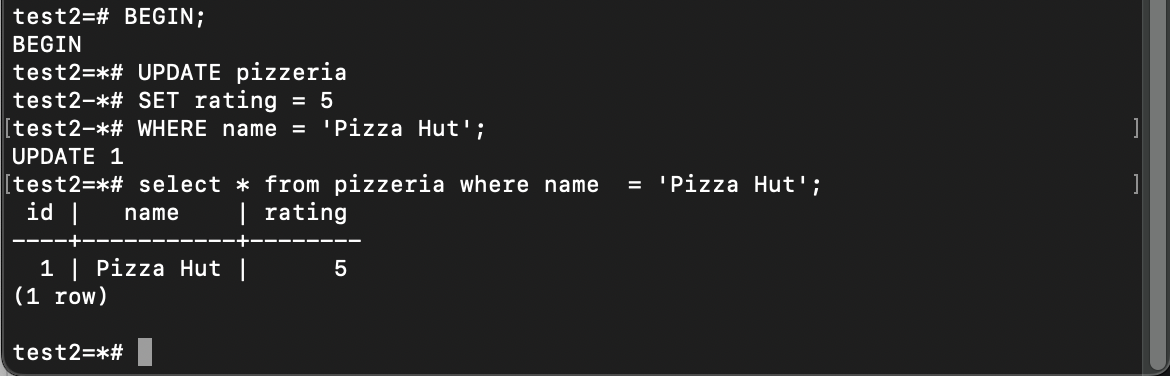 test2=# BEGIN;
BEGIN
test2=*# UPDATE pizzeria
test2-*# SET rating = 5
[test2-*# WHERE name = 'Pizza Hut'; ]
UPDATE 1
[test2=*# select * from pizzeria where name  = 'Pizza Hut'; ]
 id |   name    | rating
----+-----------+--------
  1 | Pizza Hut |      5
(1 row)

test2=*#